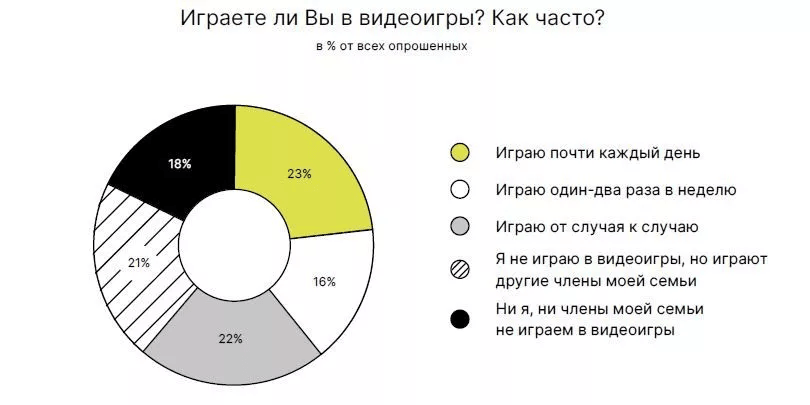 Играете ли Вы в видеоигры? Как часто?
в % от всех опрошенных
18%
23%
21%
16%
22%
Играю почти каждый день
Играю один-два раза в неделю
Играю от случая к случаю
Я не играю в видеоигры, но играют
другие члены моей семьи
Ни я, ни члены моей семьи
не играем в видеоигры